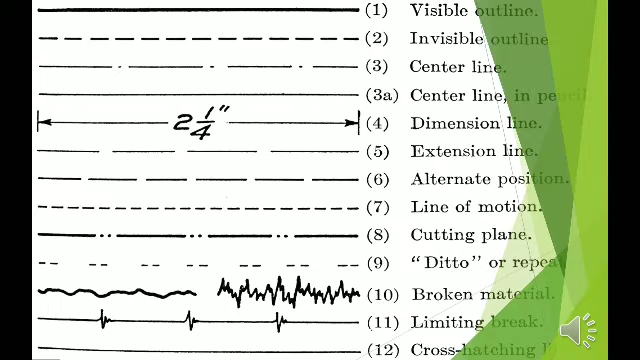 (1) Visible outline.
(2) Invisible outline
(3) Center line.
(3a) Center line, in pencil
2 1/4" (4) Dimension line.
(5) Extension line.
(6) Alternate position.
(7) Line of motion.
(8) Cutting plane.
(9) "Ditto" or repeat
(10) Broken material.
(11) Limiting break.
(12) Cross-hatching